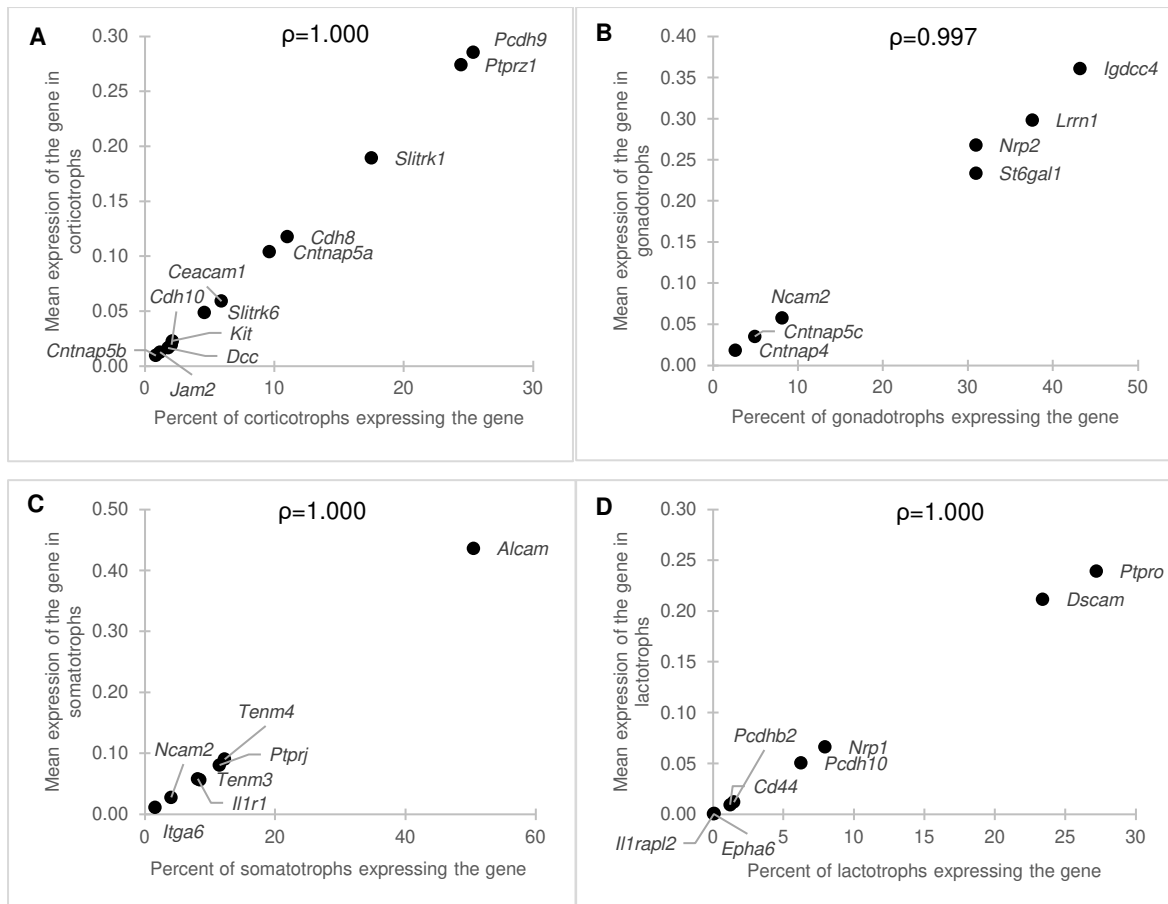 A
ρ=1.000
Mean expression of the gene in
corticotrophs
0.30
0.25
0.20
0.15
0.10
0.05
0.00
Pcdh9
Ptprz1
Slitrk1
Cdh8
Cntnap5a
Ceacam1
Cdh10
Slitrk6
Kit
Cntnap5b
Dcc
Jam2
0 10 20 30
Percent of corticotrophs expressing the gene
B
ρ=0.997
Mean expression of the gene in
gonadotrophs
0.40
0.35
0.30
0.25
0.20
0.15
0.10
0.05
0.00
Igdcc4
Lrrn1
Nrp2
St6gal1
Ncam2
Cntnap5c
Cntnap4
0 10 20 30 40 50
Perecent of gonadotrophs expressing the gene
C
ρ=1.000
Mean expression of the gene in
somatotrophs
0.50
0.40
0.30
0.20
0.10
0.00
Alcam
Tenm4
Ncam2
Ptprj
Tenm3
Il1r1
Itga6
0 20 40 60
Percent of somatotrophs expressing the gene
D
ρ=1.000
Mean expression of the gene in
lactotrophs
0.30
0.25
0.20
0.15
0.10
0.05
0.00
Ptpro
Dscam
Pcdhb2
Nrp1
Pcdh10
Cd44
Il1rapl2
Epha6
0 5 10 15 20 25 30
Percent of lactotrophs expressing the gene